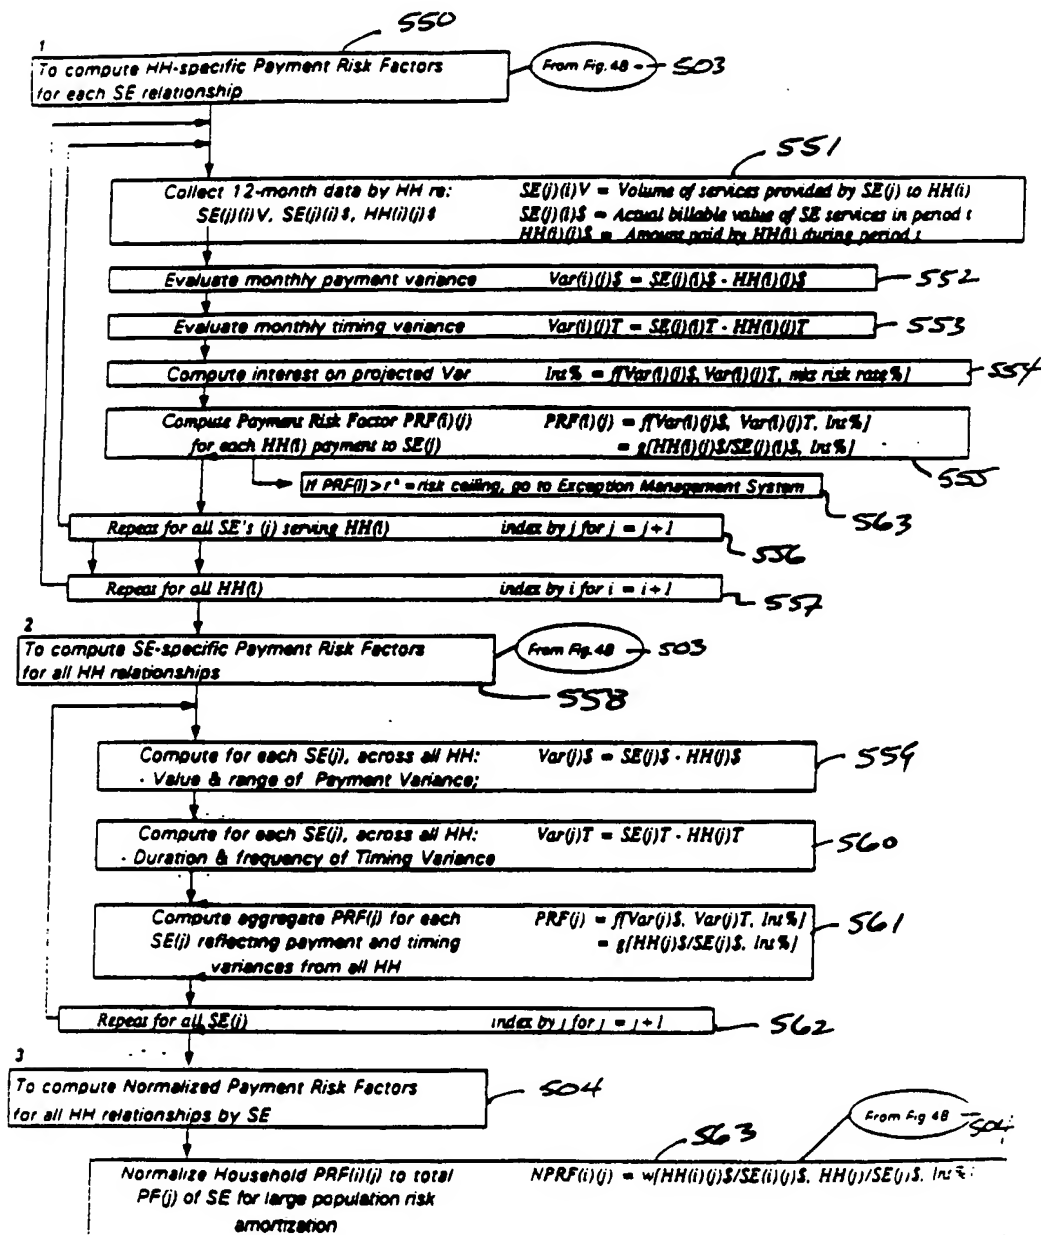 550
1
To compute HH-specific Payment Risk Factors
for each SE relationship
From Fig. 4B
503
551
Collect 12-month data by HH re:
SE(j)(i)V, SE(j)(i)$, HH(i)(j)$
SE(j)(i)V = Volume of services provided by SE(j) to HH(i)
SE(j)(i)$ = Actual billable value of SE services in period t
HH(i)(j)$ = Amount paid by HH(i) during period t
Evaluate monthly payment variance Var(i)(j)$ = SE(j)(i)$ - HH(i)(j)$
552
Evaluate monthly timing variance Var(i)(j)T = SE(j)(i)T - HH(i)(j)T
553
Compute interest on projected Var Int% = f[Var(i)(j)$, Var(i)(j)T, mkt risk rate%]
554
Compute Payment Risk Factor PRF(i)(j) PRF(i)(j) = f[Var(i)(j)$, Var(i)(j)T, Int%]
for each HH(i) payment to SE(j) = g[HH(i)(j)$/SE(j)(i)$, Int%]
555
If PRF(i) > r* = risk ceiling, go to Exception Management System
563
Repeat for all SE's (j) serving HH(i) index by j for j = j+1
556
Repeat for all HH(i) index by i for i = i+1
557
2
To compute SE-specific Payment Risk Factors
for all HH relationships
From Fig. 4B
503
558
Compute for each SE(j), across all HH: Var(j)$ = SE(j)$ - HH(j)$
- Value & range of Payment Variance;
559
Compute for each SE(j), across all HH: Var(j)T = SE(j)T - HH(j)T
- Duration & frequency of Timing Variance
560
Compute aggregate PRF(j) for each PRF(j) = f[Var(j)$, Var(j)T, Int%]
SE(j) reflecting payment and timing = g[HH(j)$/SE(j)$, Int%]
variances from all HH
561
Repeat for all SE(j) index by j for j = j+1
562
3
To compute Normalized Payment Risk Factors
for all HH relationships by SE
504
From Fig 4B
504
563
Normalize Household PRF(i)(j) to total NPRF(i)(j) = w[HH(i)(j)$/SE(i)(j)$, HH(j)/SE(j)$, Int%
PF(j) of SE for large population risk
amortization